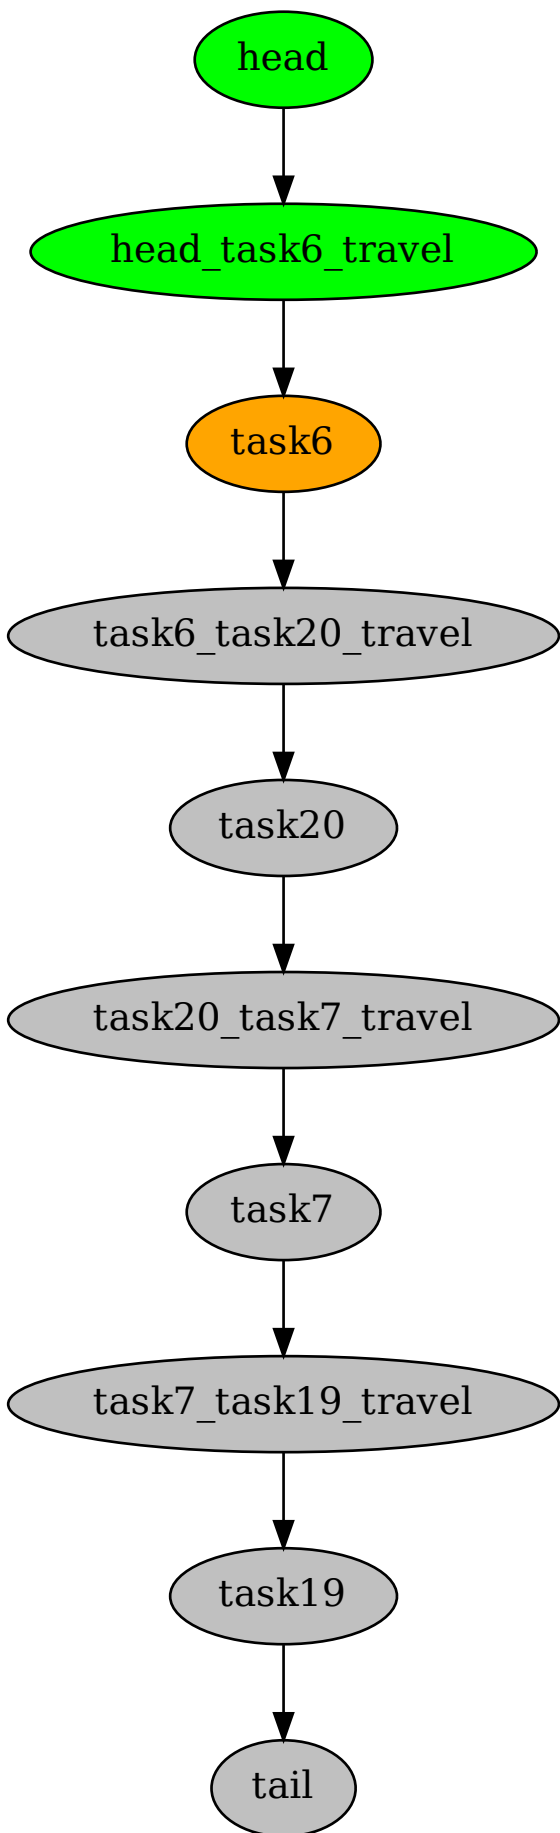 head
head_task6_travel
task6
task6_task20_travel
task20
task20_task7_travel
task7
task7_task19_travel
task19
tail